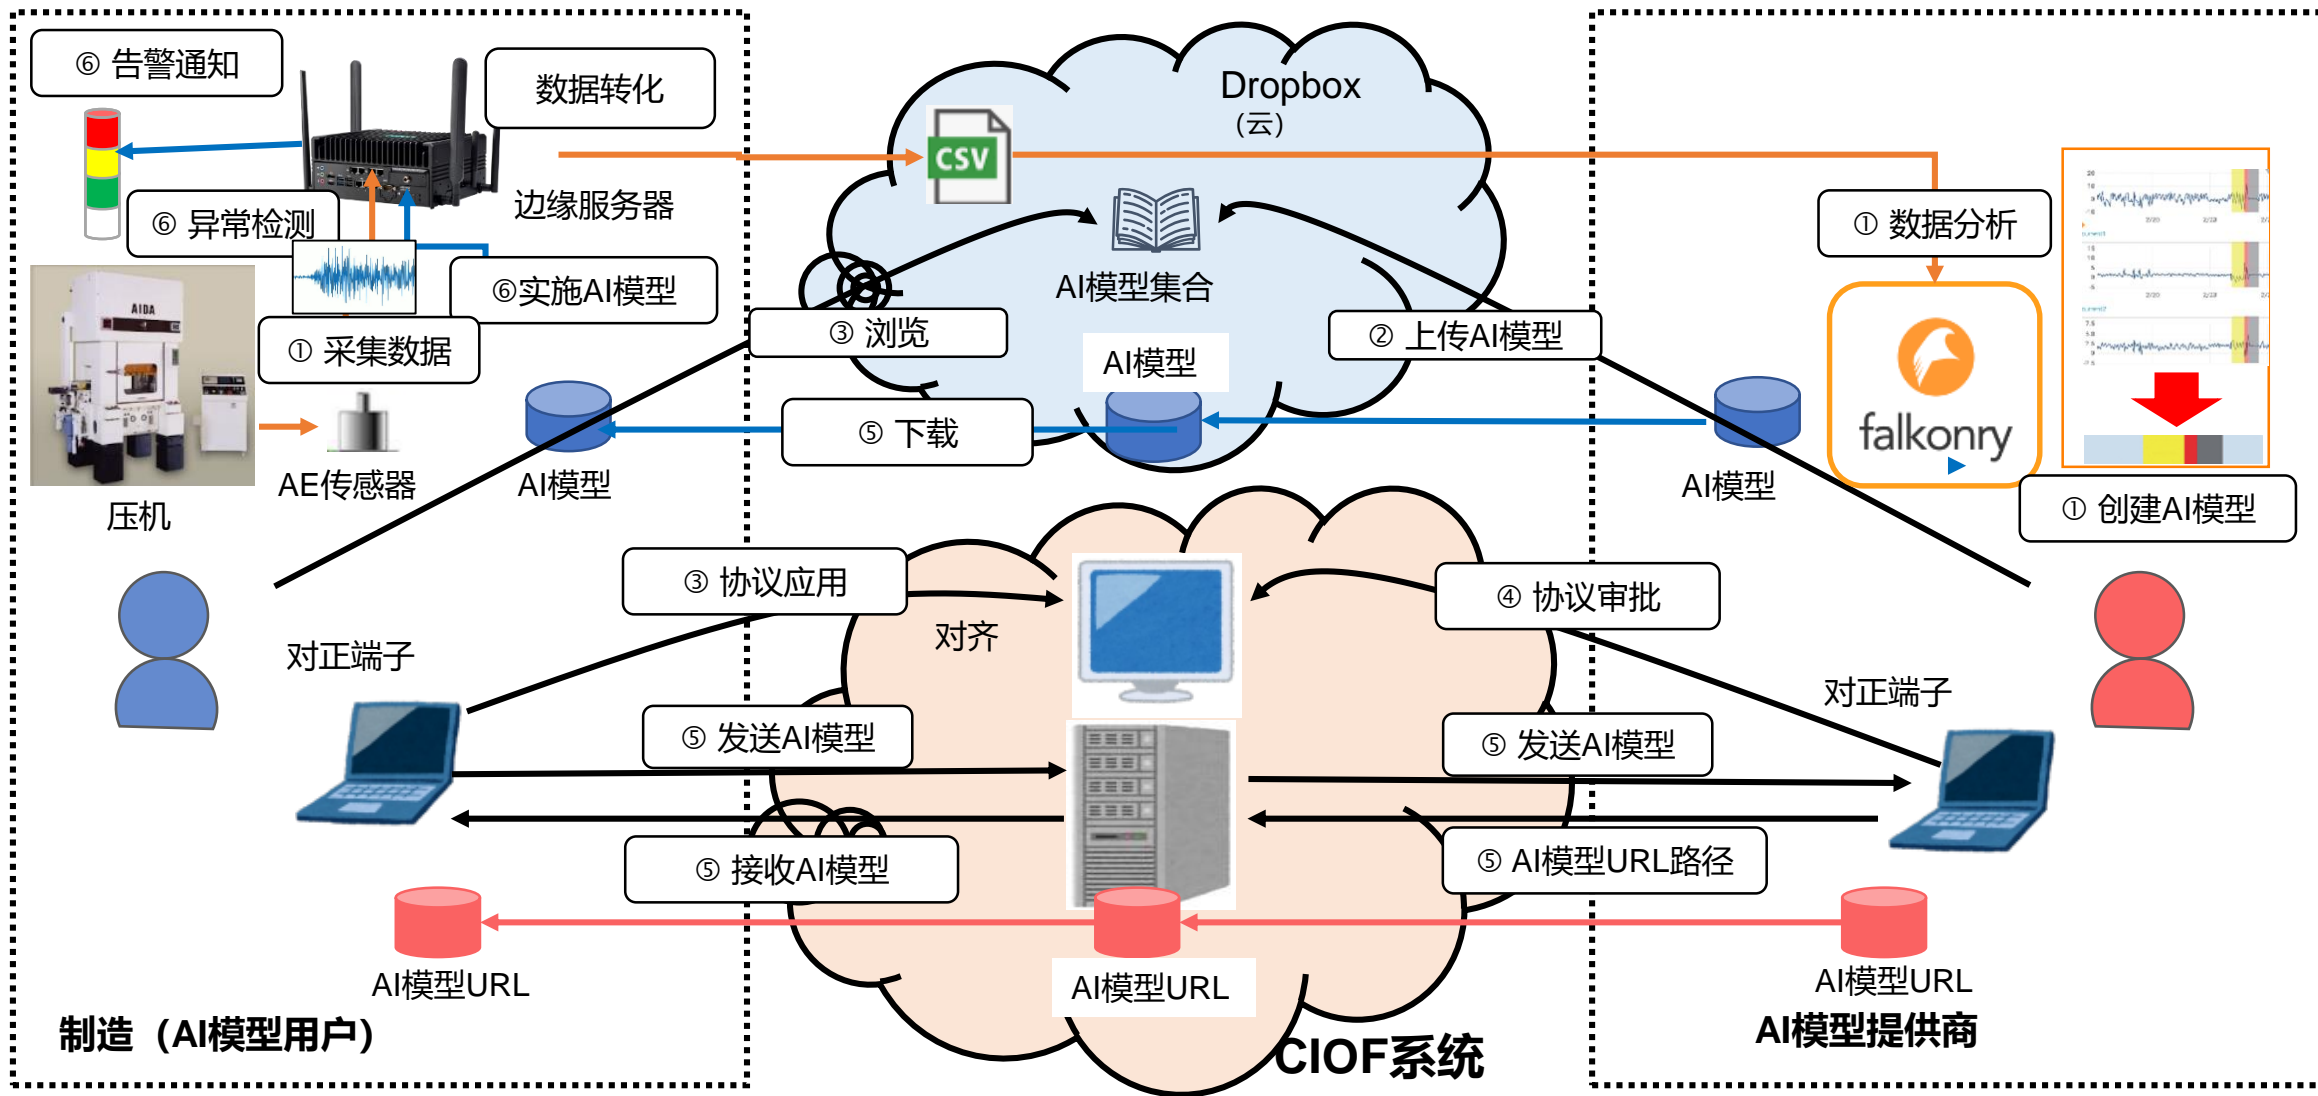 ⑥ 告警通知
数据转化
边缘服务器
⑥ 异常检测
⑥实施AI模型
① 采集数据
AIDA
压机
AE传感器
AI模型
Dropbox
（云）
CSV
AI模型集合
③ 浏览
② 上传AI模型
AI模型
⑤ 下载
① 数据分析
falkonry
AI模型
① 创建AI模型
③ 协议应用
④ 协议审批
对齐
对正端子
对正端子
⑤ 发送AI模型
⑤ 发送AI模型
⑤ 接收AI模型
⑤ AI模型URL路径
AI模型URL
AI模型URL
AI模型URL
制造（AI模型用户）
CIOF系统
AI模型提供商